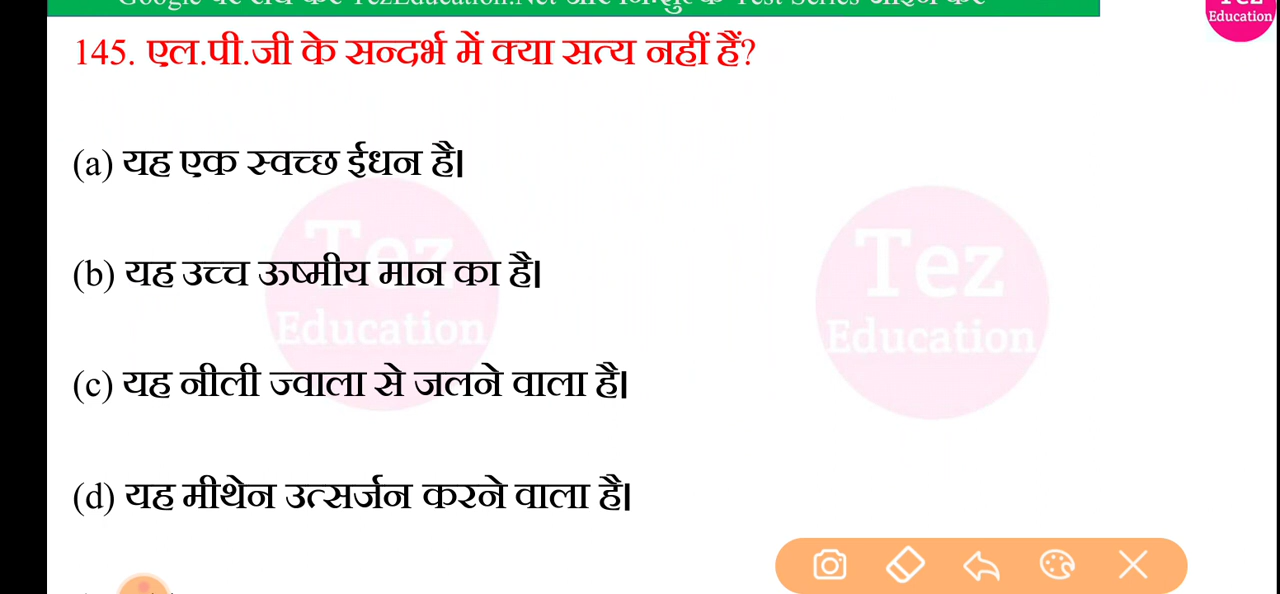 Education
145. एल.पी.जी के सन्दर्भ में क्या सत्य नहीं हैं?
(a) यह एक स्वच्छ ईधन है।
(b) यह उच्च ऊष्मीय मान का है।
(c) यह नीली ज्वाला से जलने वाला है।
(d) यह मीथेन उत्सर्जन करने वाला है।
Tez
Education
Tez
Education